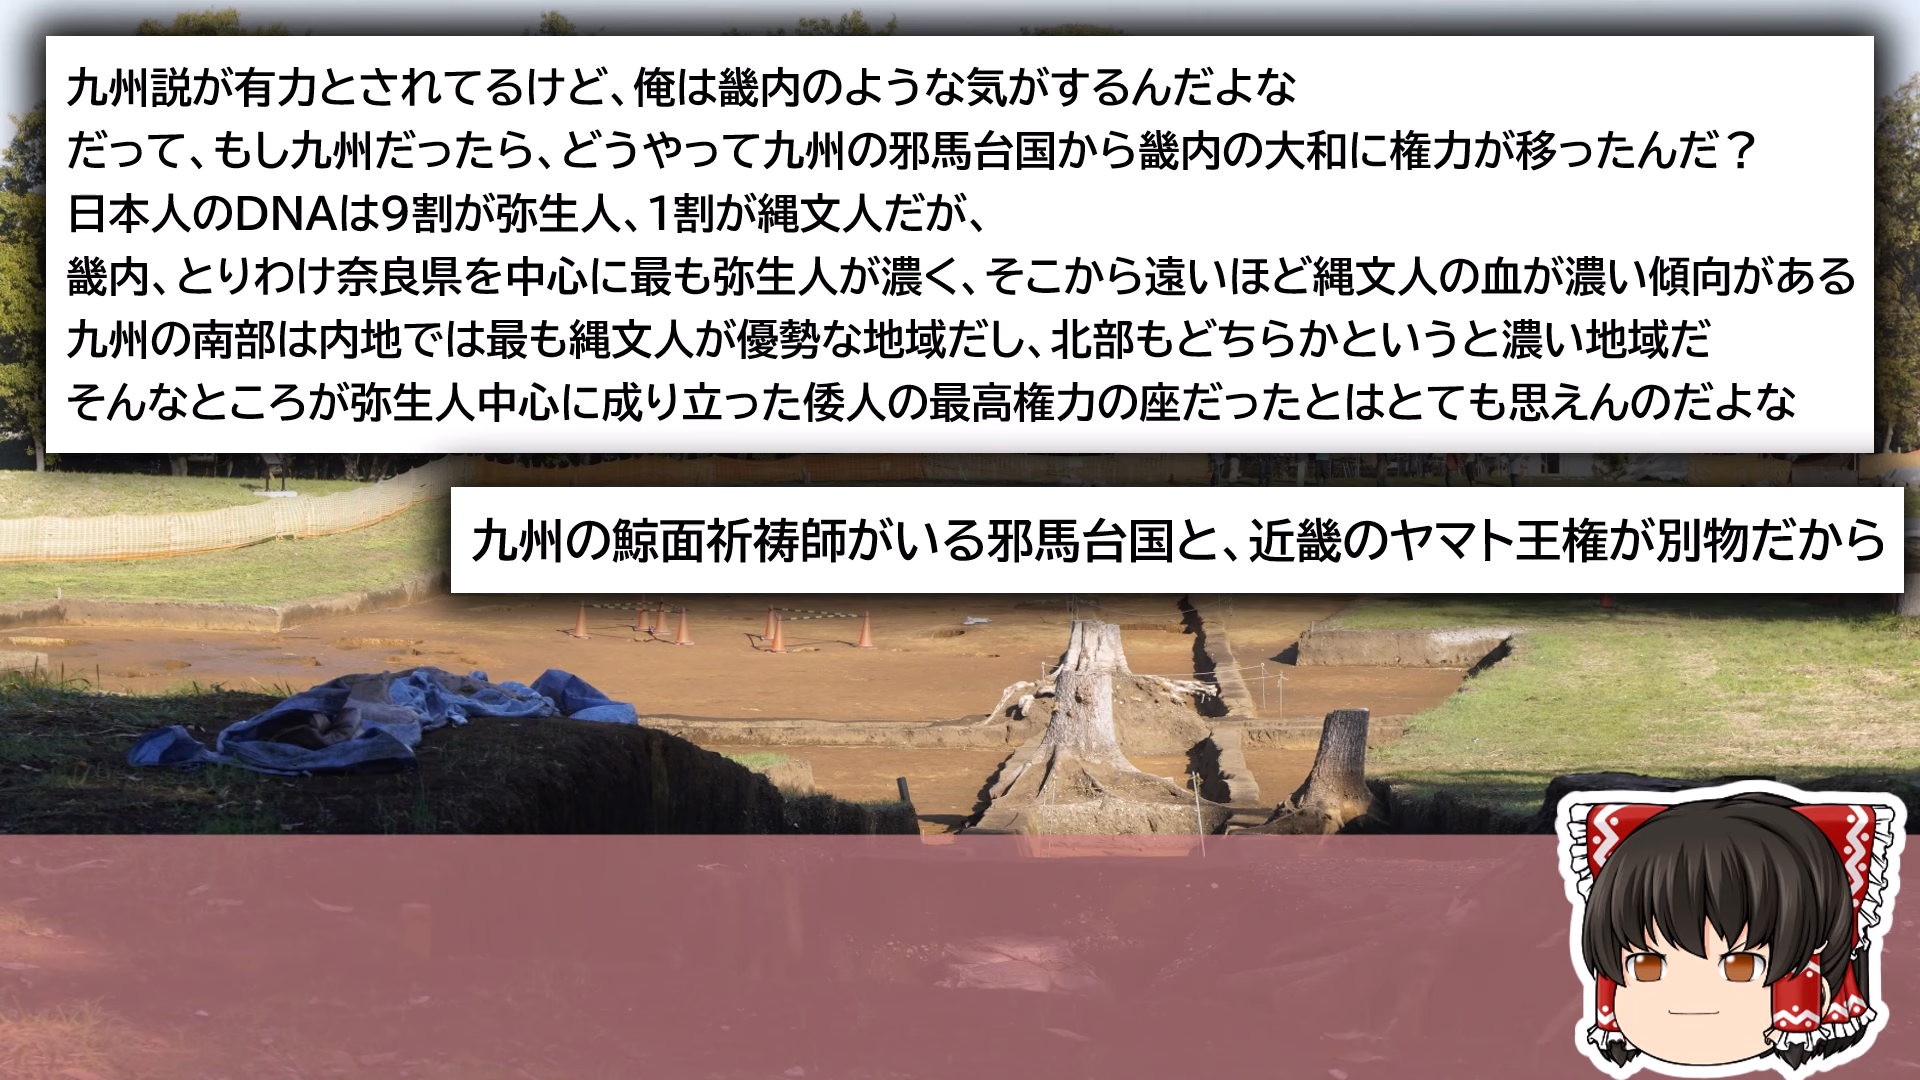 九州説が有力とされてるけど、俺は畿内のような気がするんだよな
だって、もし九州だったら、どうやって九州の邪馬台国から畿内の大和に権力が移ったんだ？
日本人のDNAは9割が弥生人、1割が縄文人だが、
畿内、とりわけ奈良県を中心に最も弥生人が濃く、そこから遠いほど縄文人の血が濃い傾向がある
九州の南部は内地では最も縄文人が優勢な地域だし、北部もどちらかというと濃い地域だ
そんなところが弥生人中心に成り立った倭人の最高権力の座だったとはとても思えんのだよな
九州の鯨面祈祷師がいる邪馬台国と、近畿のヤマト王権が別物だから